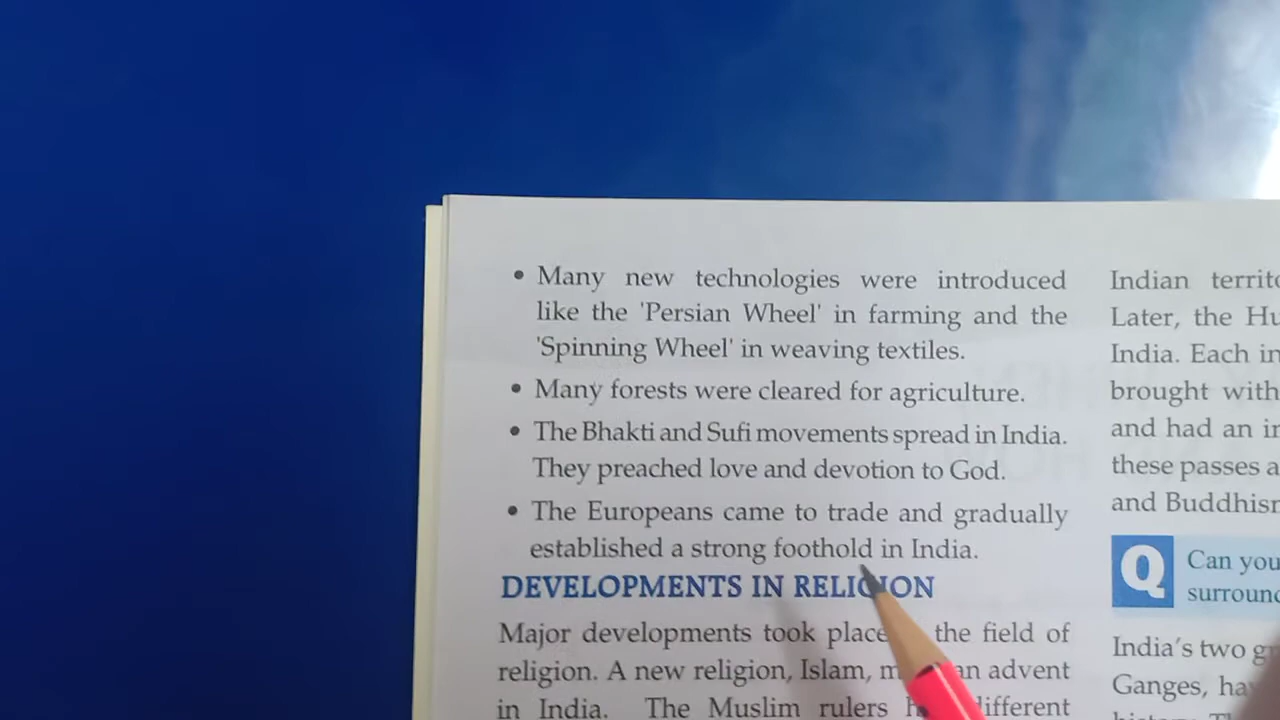 • Many new technologies were introduced
like the 'Persian Wheel' in farming and the
'Spinning Wheel' in weaving textiles.
• Many forests were cleared for agriculture.
• The Bhakti and Sufi movements spread in India.
They preached love and devotion to God.
• The Europeans came to trade and gradually
established a strong foothold in India.
DEVELOPMENTS IN RELIGION
Major developments took place the field of
religion. A new religion, Islam, an advent
in India. The Muslim rulers different
Indian
Later, the
India. Each
brought with
and had an
these passes
and
Q Can you
India's two
Ganges,